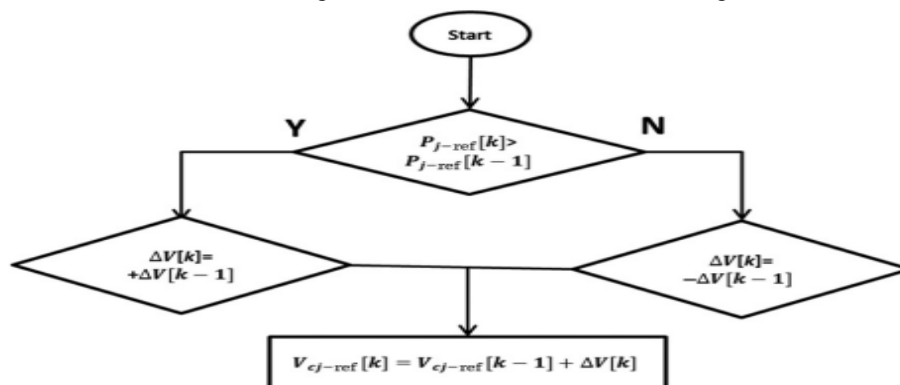 Start
Y
N
P_{j-ref}[k]>
P_{j-ref}[k − 1]
ΔV[k]=
+ΔV[k − 1]
ΔV[k]=
−ΔV[k − 1]
V_{cj-ref}[k] = V_{cj-ref}[k − 1] + ΔV[k]